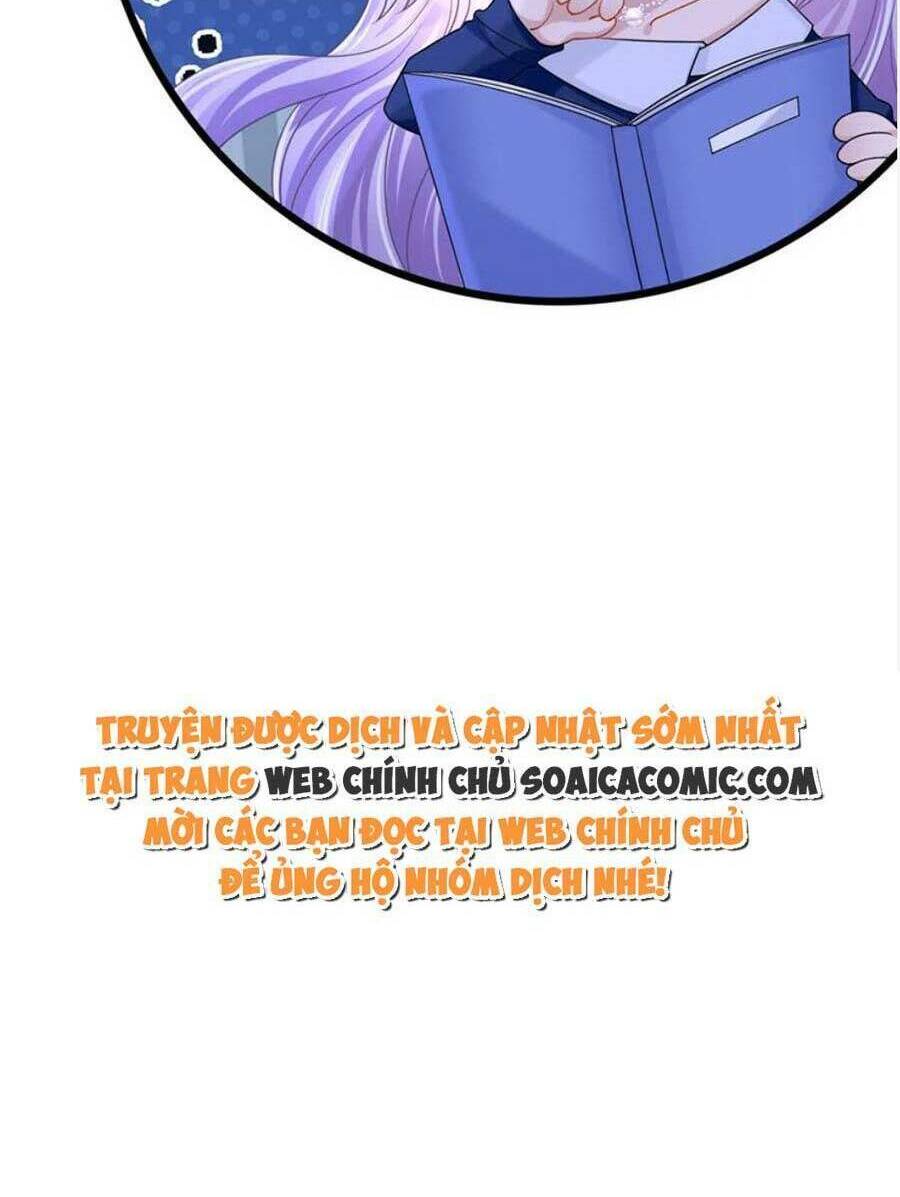 TRUYỆN ĐƯỢC DỊCH VÀ CẬP NHẬT SỚM NHẤT
TẠI TRANG WEB CHÍNH CHỦ SOAICACOMIC.COM
MỜI CÁC BẠN ĐỌC TẠI WEB CHÍNH CHỦ
ĐỂ ỦNG HỘ NHÓM DỊCH NHÉ!